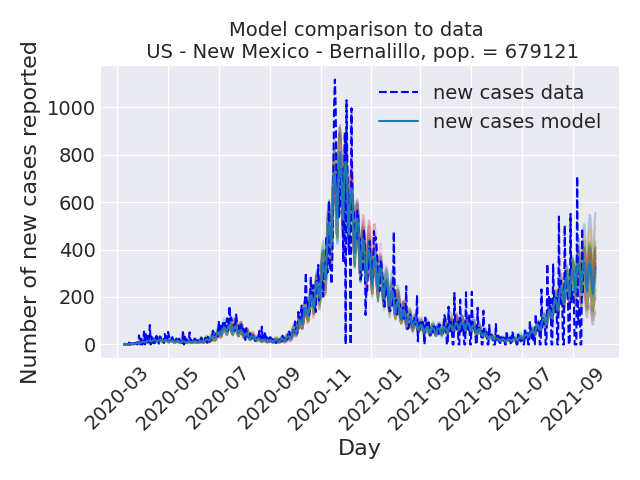 Model comparison to data
US - New Mexico - Bernalillo, pop. = 679121
Number of new cases reported
1000
800
600
400
200
0
new cases data
new cases model
2020-03
2020-05
2020-07
2020-09
2020-11
2021-01
2021-03
2021-05
2021-07
2021-09
Day